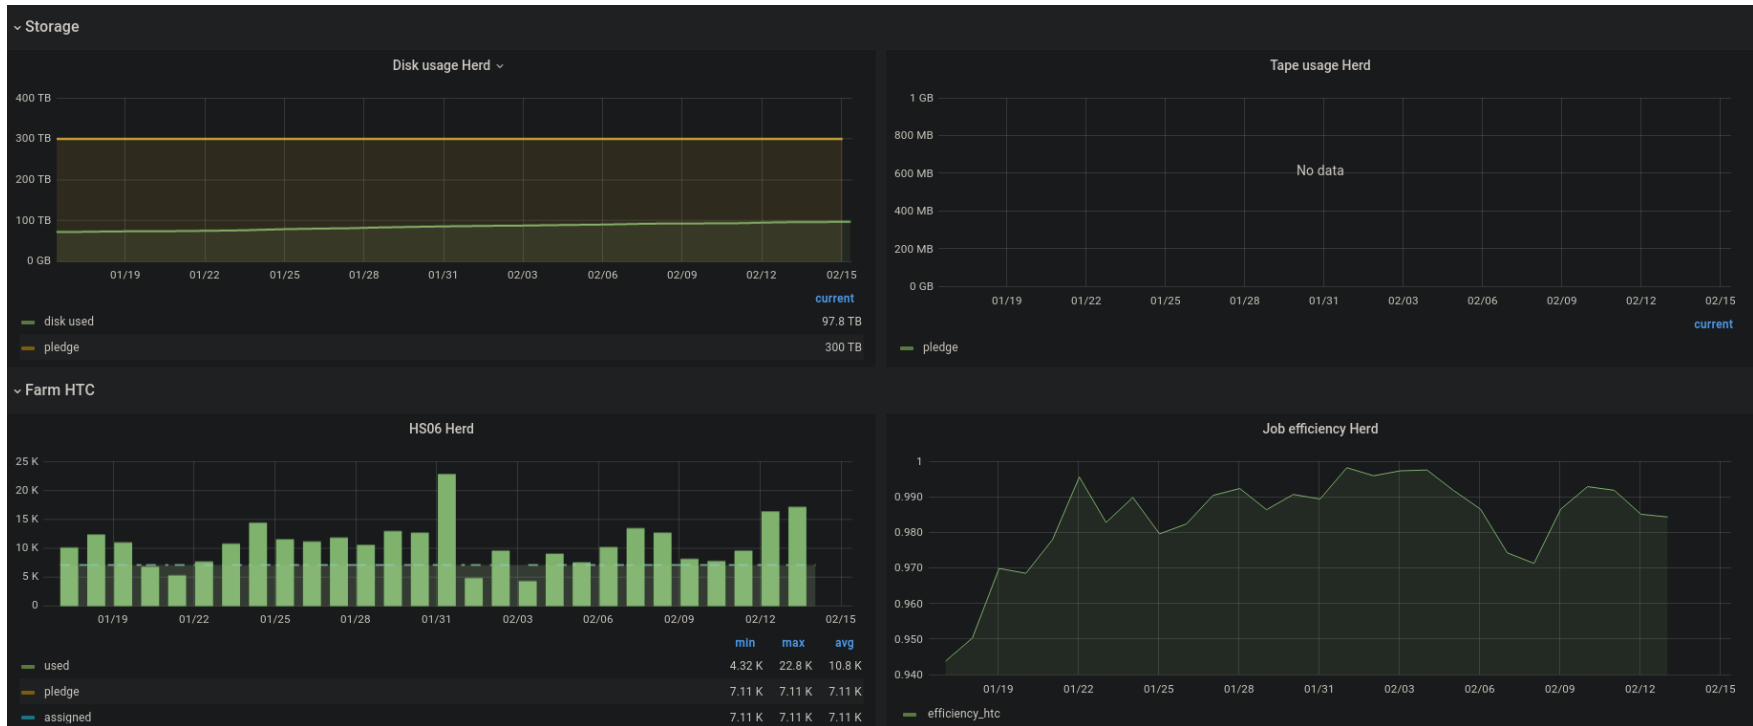 Storage
Disk usage Herd
400 TB
300 TB
200 TB
100 TB
0 GB
01/19 01/22 01/25 01/28 01/31 02/03 02/06 02/09 02/12 02/15
current
disk used 97.8 TB
pledge 300 TB
Tape usage Herd
1 GB
800 MB
600 MB
400 MB
200 MB
0 GB
No data
01/19 01/22 01/25 01/28 01/31 02/03 02/06 02/09 02/12 02/15
current
pledge
Farm HTC
HS06 Herd
25 K
20 K
15 K
10 K
5 K
0
01/19 01/22 01/25 01/28 01/31 02/03 02/06 02/09 02/12 02/15
min max avg
used 4.32 K 22.8 K 10.8 K
pledge 7.11 K 7.11 K 7.11 K
assigned 7.11 K 7.11 K 7.11 K
Job efficiency Herd
1
0.990
0.980
0.970
0.960
0.950
0.940
01/19 01/22 01/25 01/28 01/31 02/03 02/06 02/09 02/12 02/15
efficiency_htc